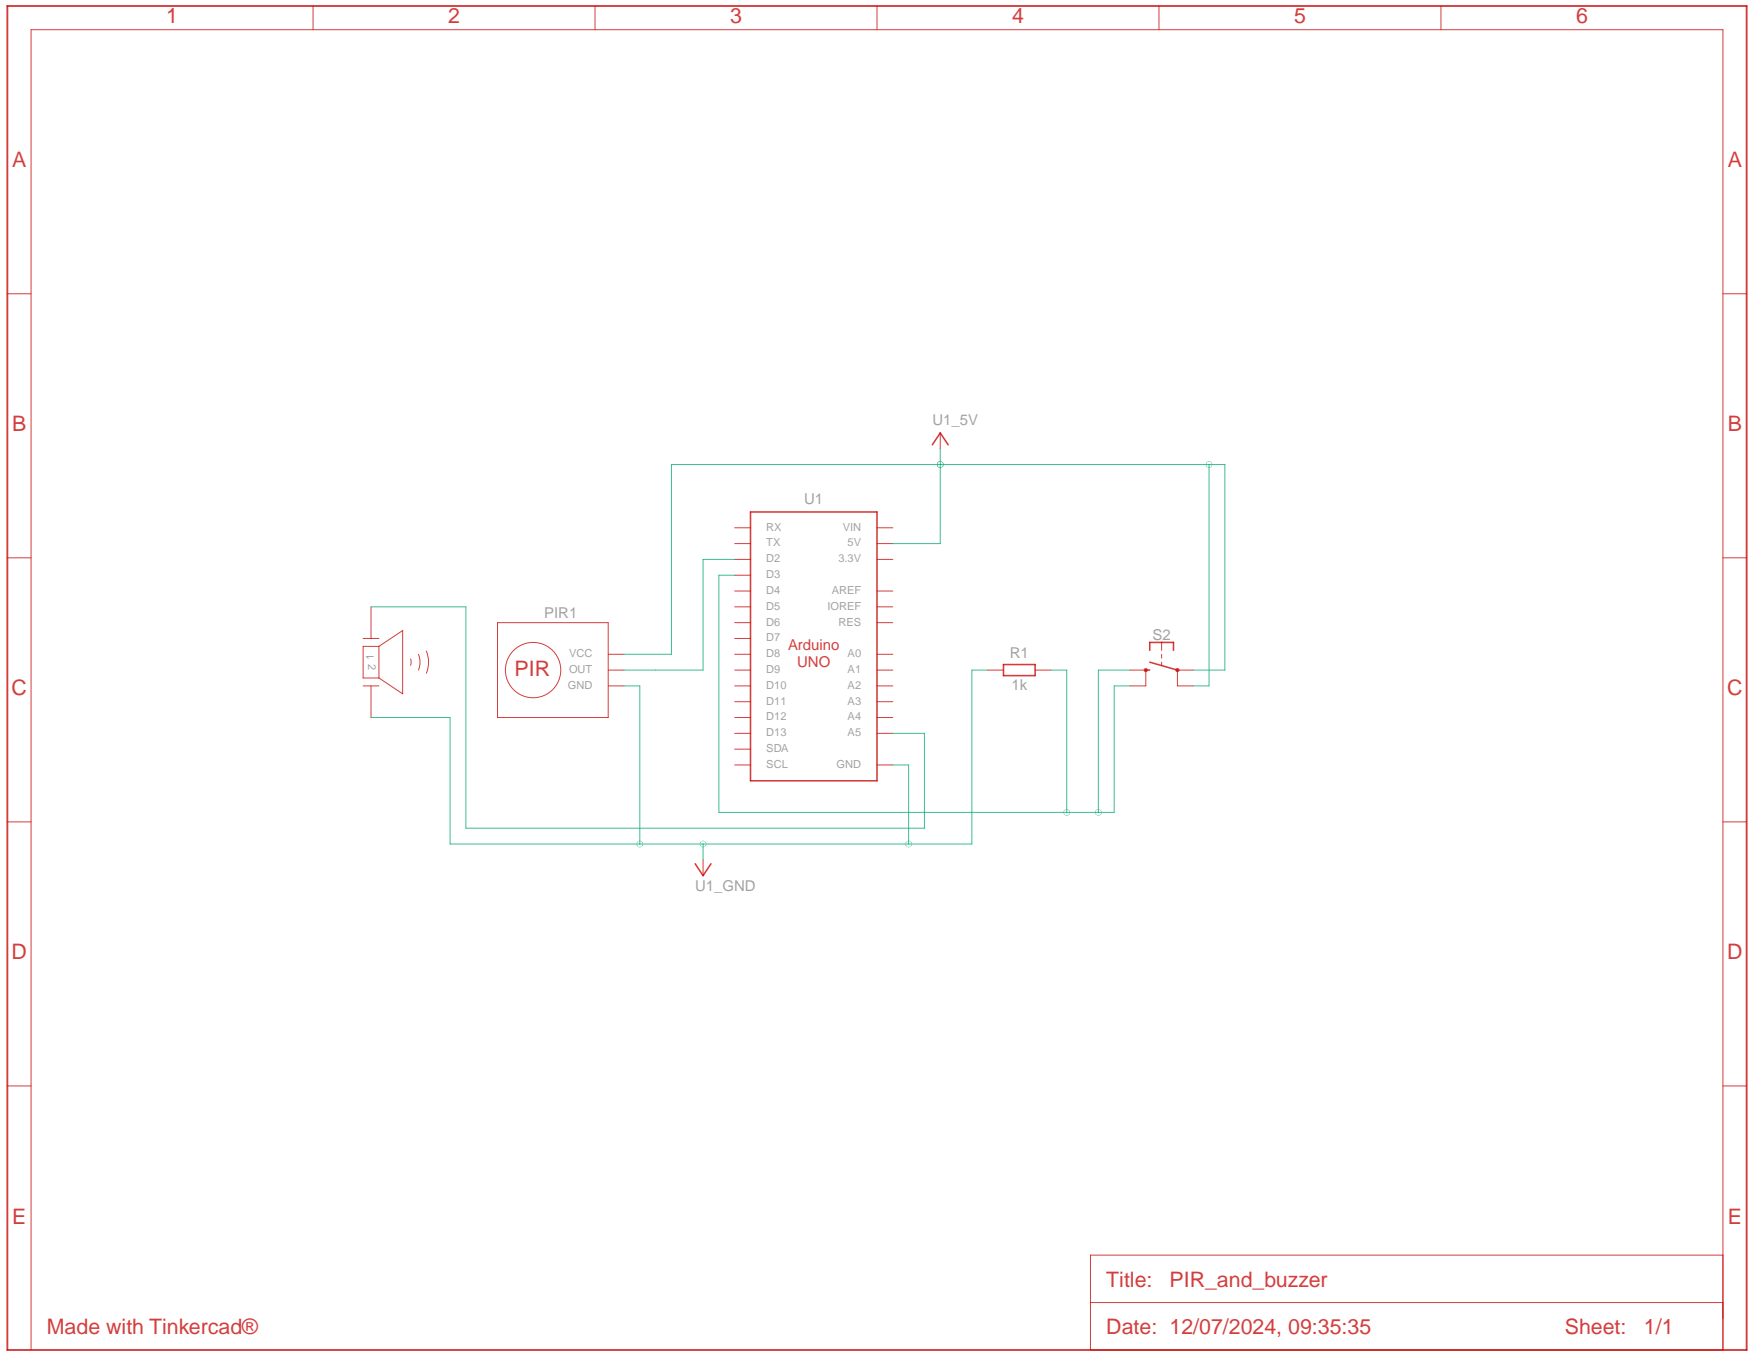 1 2 3 4 5 6
A A
B B
U1_5V
U1
RX VIN
TX 5V
D2 3.3V
D3
D4 AREF
D5 IOREF
D6 RES
D7
D8 A0
D9 A1
D10 A2
D11 A3
D12 A4
D13 A5
SDA
SCL GND
Arduino
UNO
PIR1
PIR
VCC
OUT
GND
1 2
R1
1k
S2
C C
U1_GND
D D
E E
Title: PIR_and_buzzer
Made with Tinkercad®
Date: 12/07/2024, 09:35:35 Sheet: 1/1